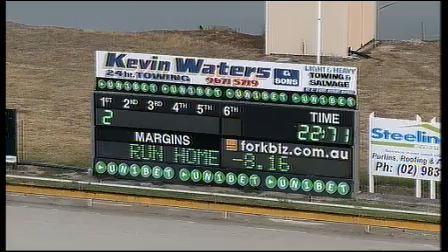 Kevin Waters & SONS
24hr. TOWING 9671 5719
LIGHT & HEAVY
TOWING &
SALVAGE
UNIBET UNIBET UNIBET UNIBET UNIBET
1ST 2ND 3RD 4TH 5TH 6TH TIME
2 22:71
MARGINS forkbiz.com.au
RUN HOME -8.16
UNIBET UNIBET UNIBET UNIBET
Steelin
Purlins, Roofing & A
Ph: (02) 983